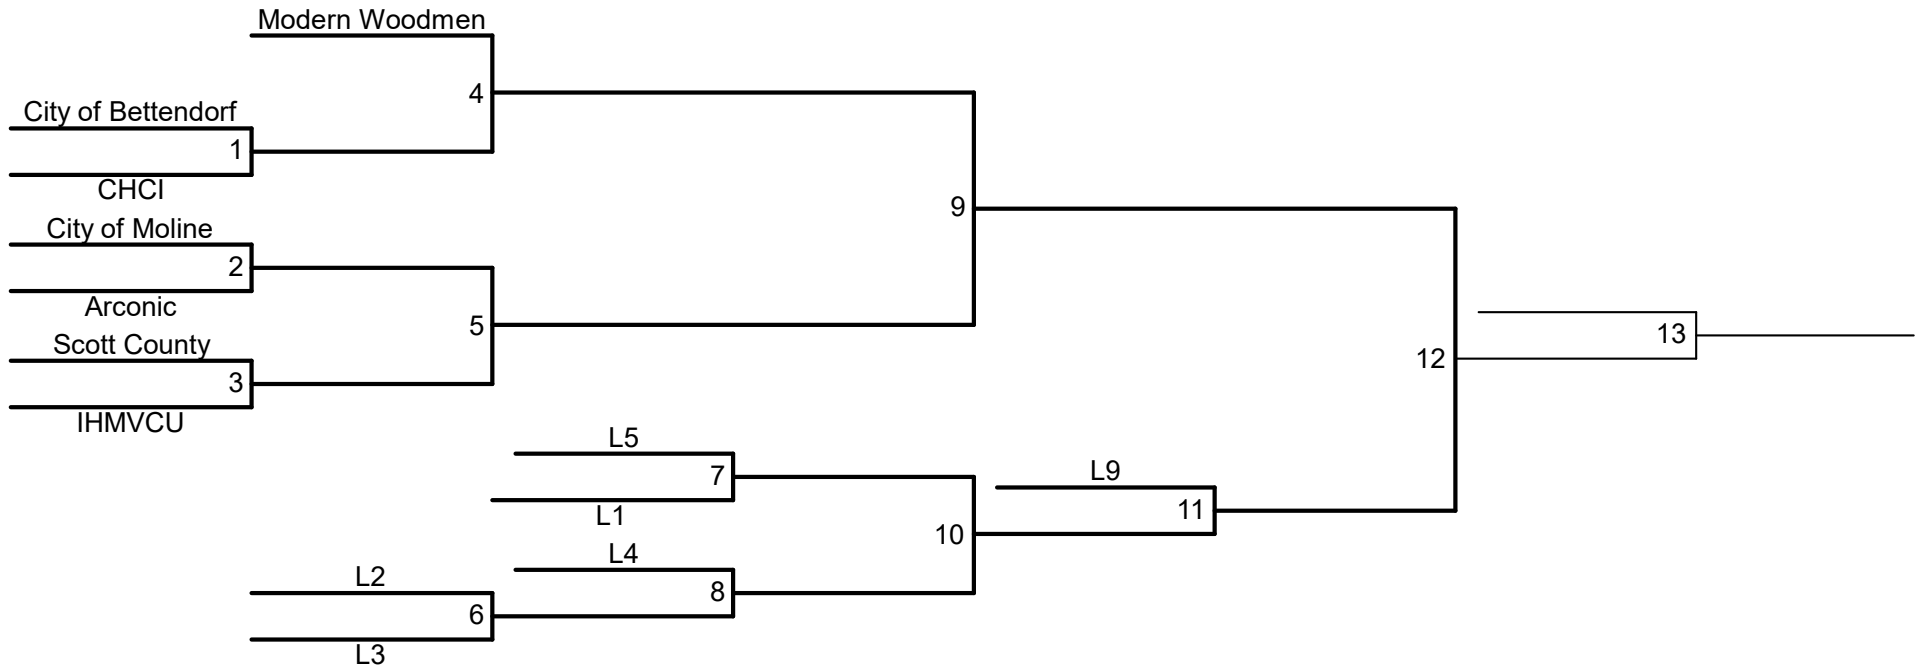 Modern Woodmen
4
City of Bettendorf
1
CHCI
9
City of Moline
2
Arconic
5
Scott County
13
12
3
IHMVCU
L5
7
L9
L1
11
10
L4
L2
8
6
L3